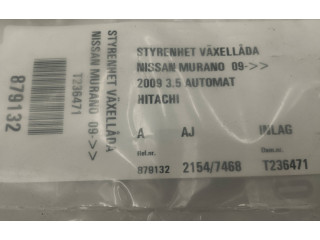 STYRENHET VÄXELLÅDA
NISSAN MURANO 09->>
T236471
879132
STYRENHET VÄXELLÅDA
NISSAN MURANO 09->>
2009 3.5 AUTOMAT
HITACHI
A AJ INLAG
879132 2154/7468 T236471